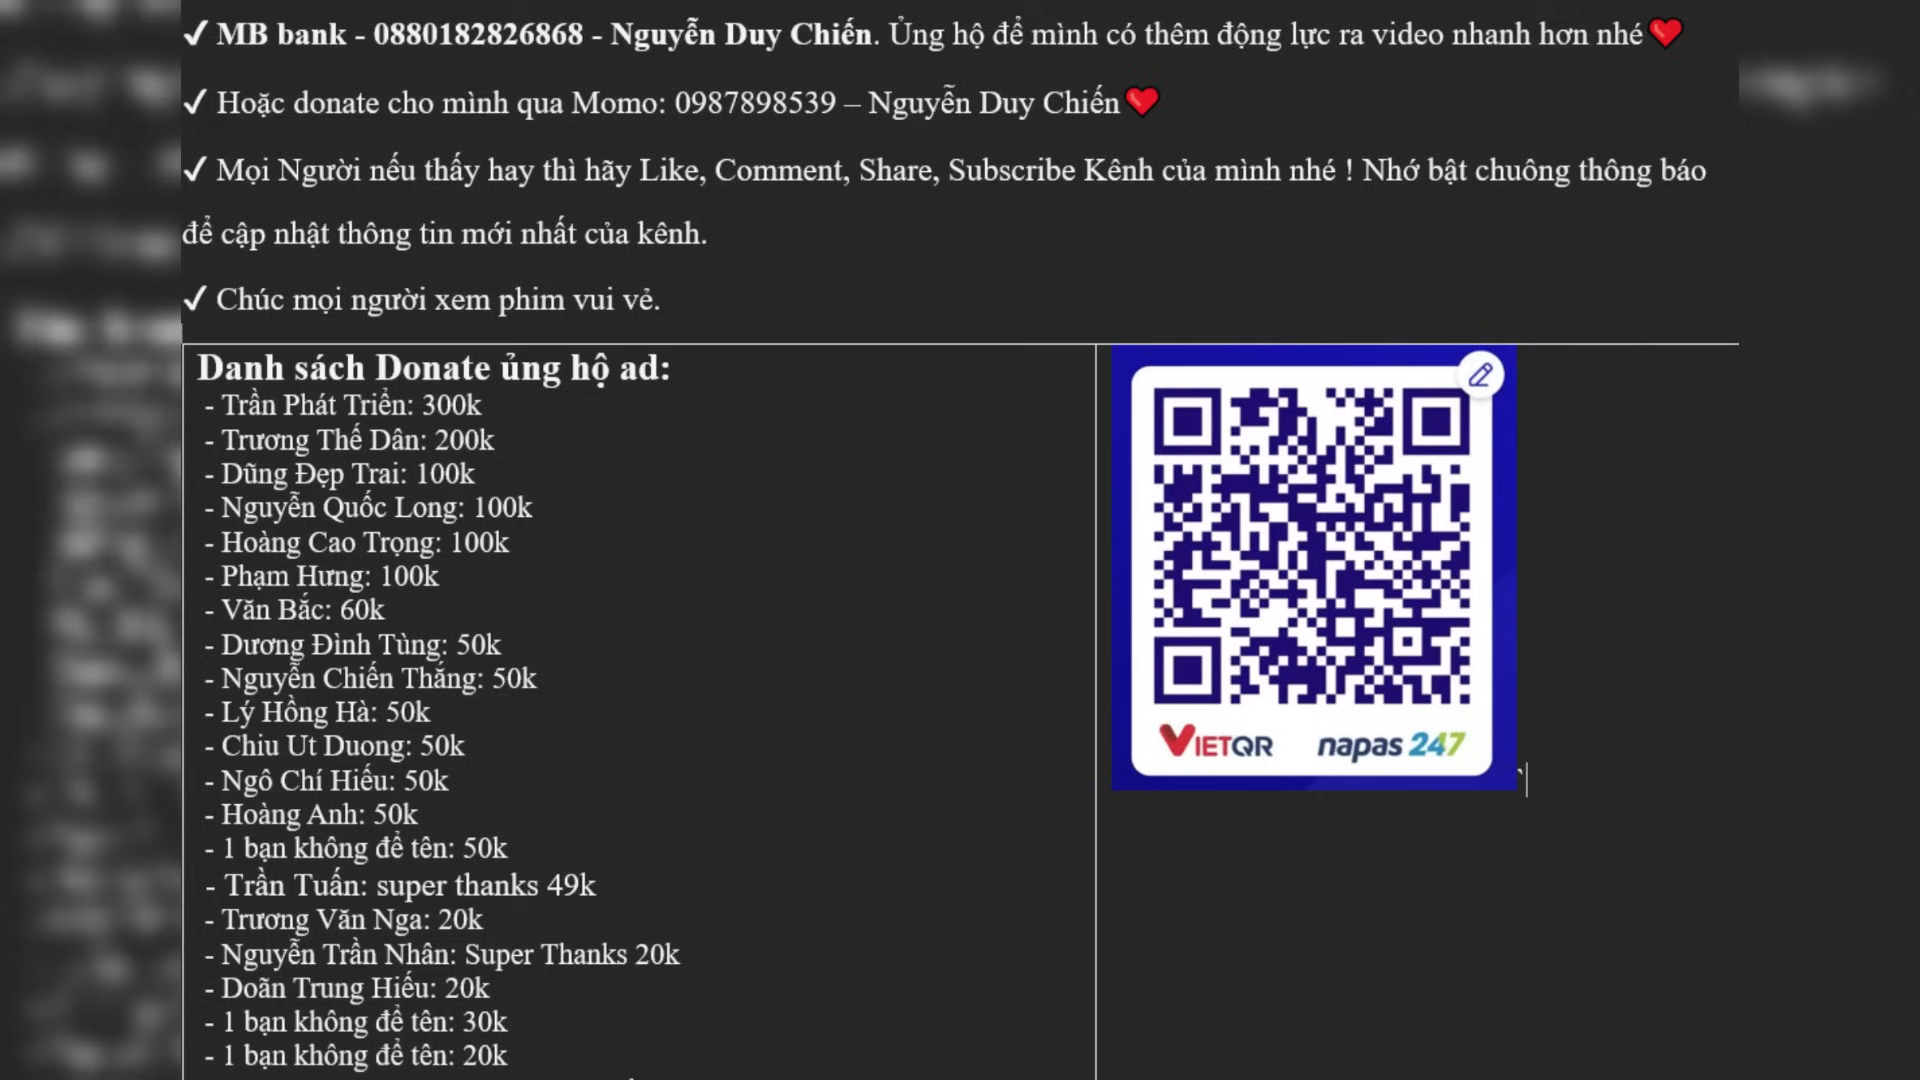 ✓ MB bank - 0880182826868 - Nguyễn Duy Chiến. Ủng hộ để mình có thêm động lực ra video nhanh hơn nhé❤
✓ Hoặc donate cho mình qua Momo: 0987898539 – Nguyễn Duy Chiến❤
✓ Mọi Người nếu thấy hay thì hãy Like, Comment, Share, Subscribe Kênh của mình nhé ! Nhớ bật chuông thông báo
để cập nhật thông tin mới nhất của kênh.
✓ Chúc mọi người xem phim vui vẻ.
Danh sách Donate ủng hộ ad:
- Trần Phát Triển: 300k
- Trương Thế Dân: 200k
- Dũng Đẹp Trai: 100k
- Nguyễn Quốc Long: 100k
- Hoàng Cao Trọng: 100k
- Phạm Hưng: 100k
- Văn Bắc: 60k
- Dương Đình Tùng: 50k
- Nguyễn Chiến Thắng: 50k
- Lý Hồng Hà: 50k
- Chiu Ut Duong: 50k
- Ngô Chí Hiếu: 50k
- Hoàng Anh: 50k
- 1 bạn không để tên: 50k
- Trần Tuấn: super thanks 49k
- Trương Văn Nga: 20k
- Nguyễn Trần Nhân: Super Thanks 20k
- Doãn Trung Hiếu: 20k
- 1 bạn không để tên: 30k
- 1 bạn không để tên: 20k
VIETQR napas 247